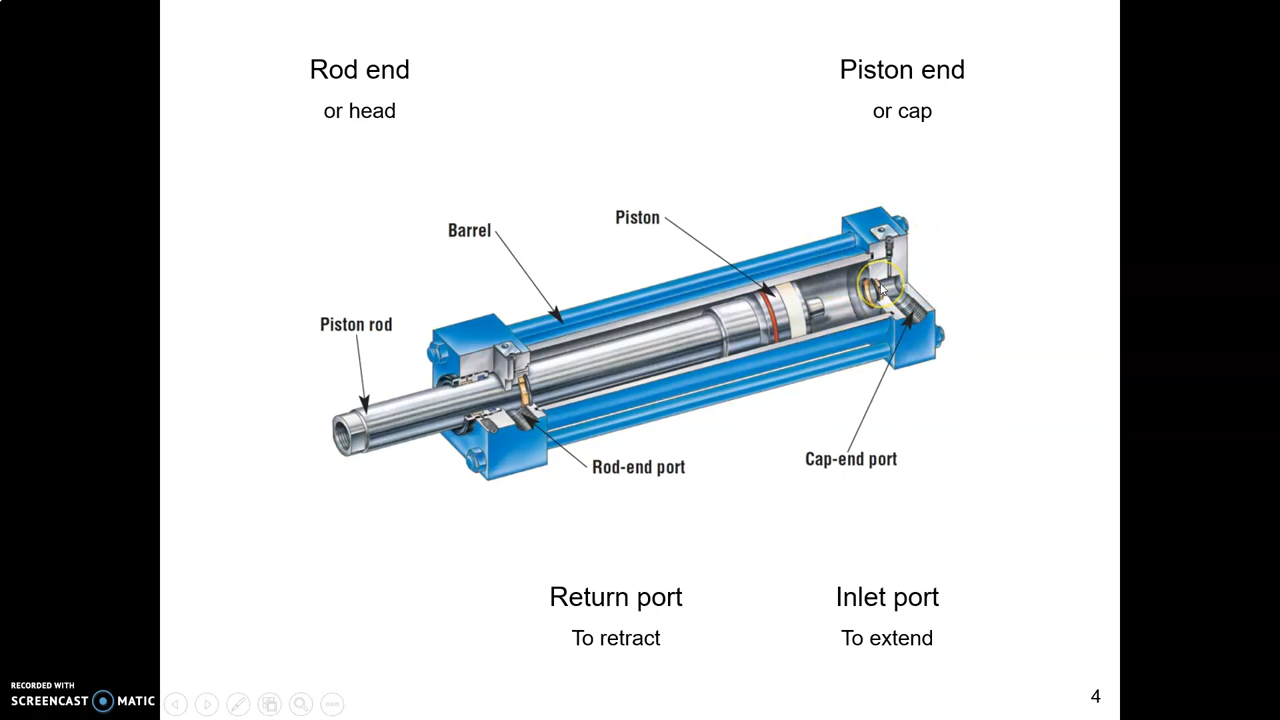 Rod end
or head
Piston end
or cap
Piston
Barrel
Piston rod
Rod-end port
Cap-end port
Return port
To retract
Inlet port
To extend
RECORDED WITH
SCREENCAST MATIC
4